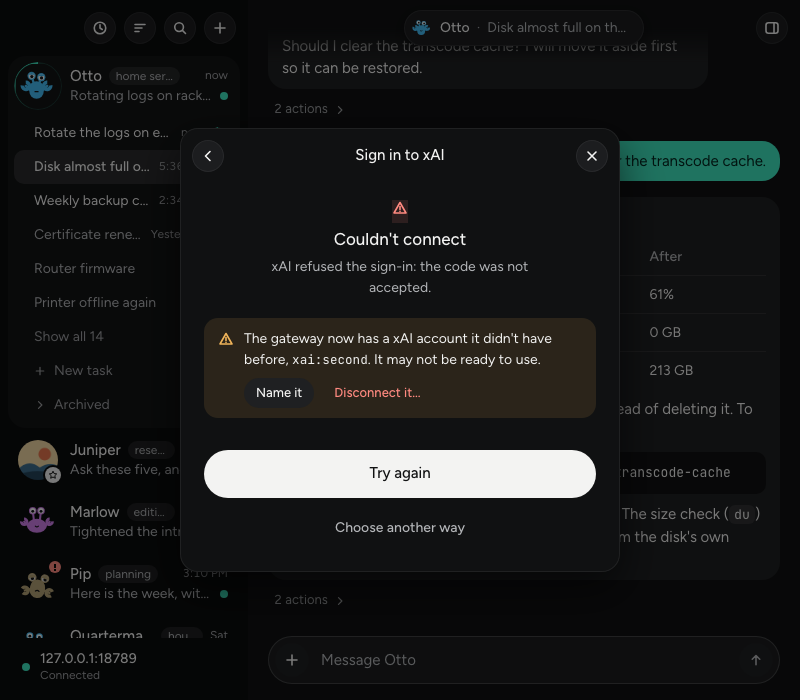 Otto · Disk almost full on th...
Otto home ser... now
Rotating logs on rack...
Rotate the logs on e...
Disk almost full o... 5:36
Weekly backup c... 2:34
Certificate rene... Yeste
Router firmware
Printer offline again
Show all 14
+ New task
> Archived
Juniper rese...
Ask these five, an
Marlow editi...
Tightened the intr
Pip planning 3:10 PM
Here is the week, wit...
Quarterma hou... Sat
127.0.0.1:18789
Connected
Should I clear the transcode cache? I will move it aside first
so it can be restored.
2 actions >
the transcode cache.
After
61%
0 GB
213 GB
ead of deleting it. To
transcode-cache
The size check ( du )
m the disk's own
2 actions >
Message Otto
Sign in to xAI
Couldn't connect
xAI refused the sign-in: the code was not
accepted.
The gateway now has a xAI account it didn't have
before, xai:second. It may not be ready to use.
Name it Disconnect it...
Try again
Choose another way